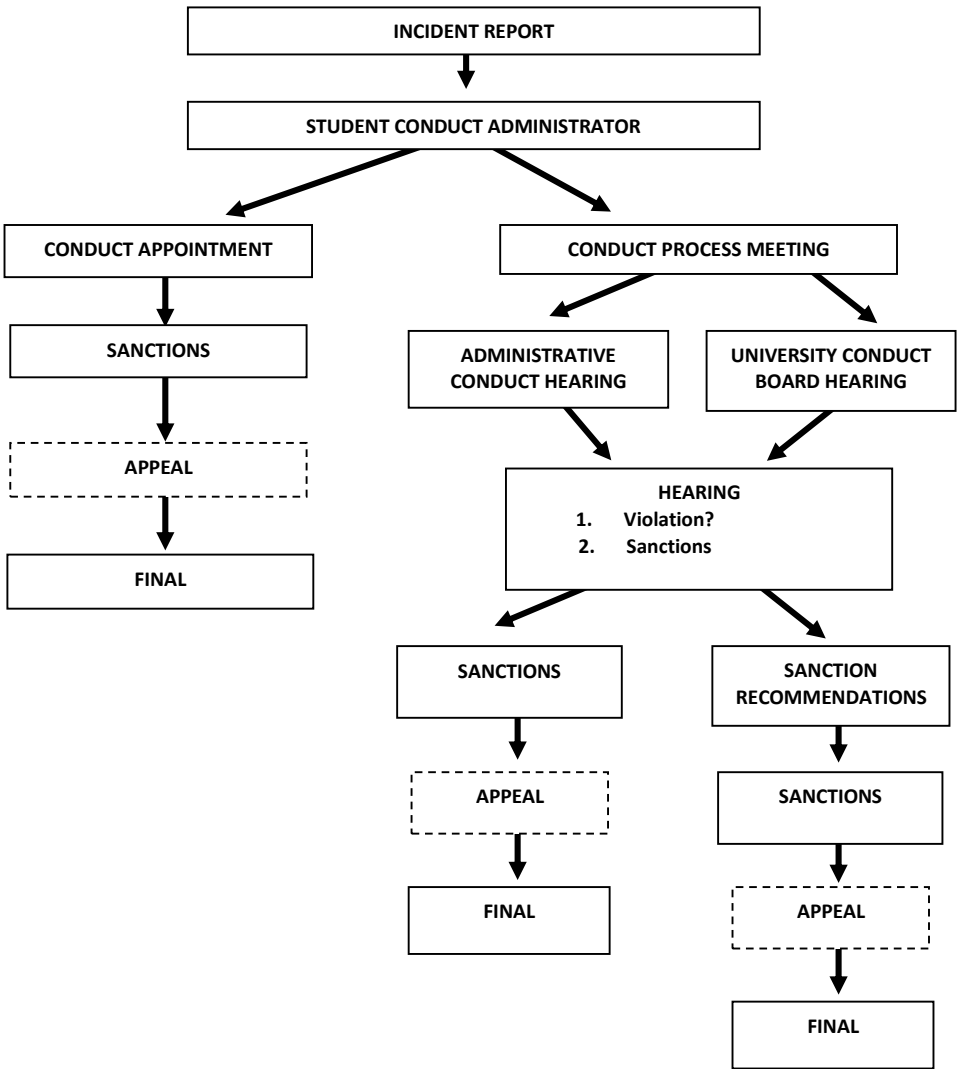 INCIDENT REPORT
STUDENT CONDUCT ADMINISTRATOR
CONDUCT APPOINTMENT
CONDUCT PROCESS MEETING
SANCTIONS
ADMINISTRATIVE
CONDUCT HEARING
UNIVERSITY CONDUCT
BOARD HEARING
APPEAL
HEARING
1. Violation?
2. Sanctions
FINAL
SANCTIONS
SANCTION
RECOMMENDATIONS
APPEAL
SANCTIONS
FINAL
APPEAL
FINAL